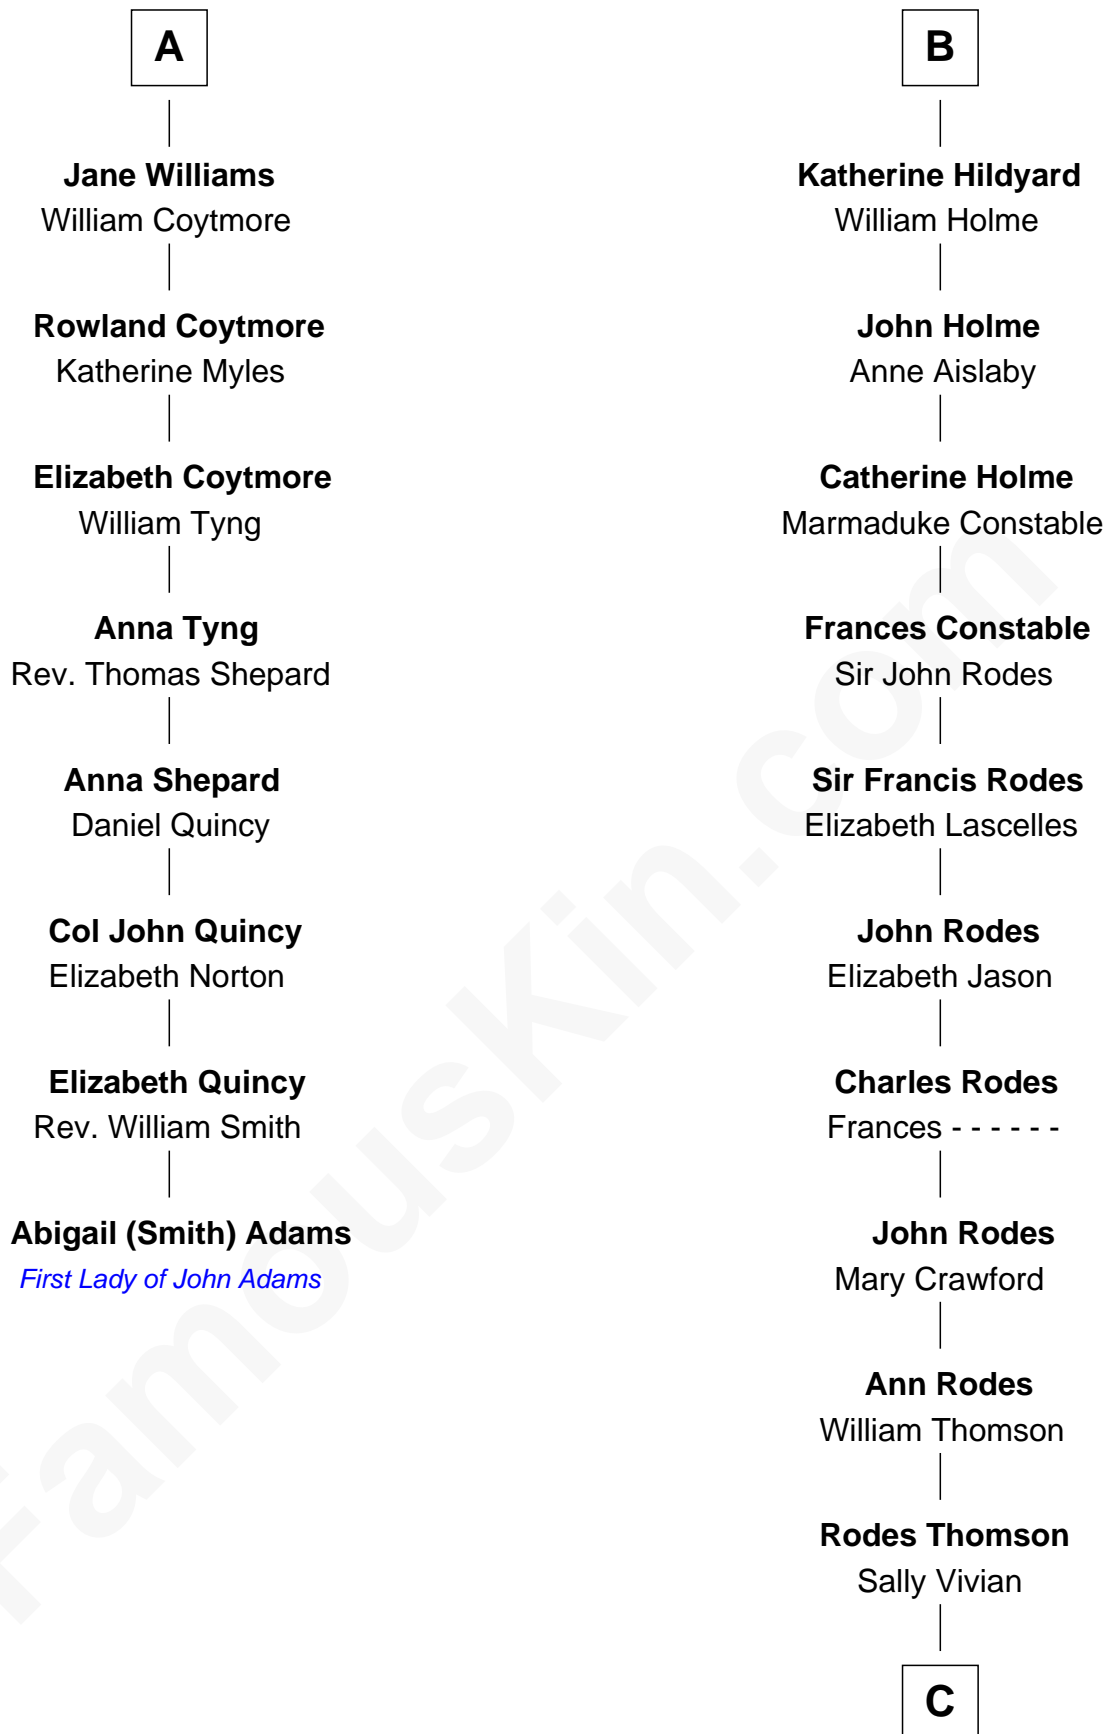 A
Jane Williams
William Coytmore
Rowland Coytmore
Katherine Myles
Elizabeth Coytmore
William Tyng
Anna Tyng
Rev. Thomas Shepard
Anna Shepard
Daniel Quincy
Col John Quincy
Elizabeth Norton
Elizabeth Quincy
Rev. William Smith
Abigail (Smith) Adams
First Lady of John Adams
B
Katherine Hildyard
William Holme
John Holme
Anne Aislaby
Catherine Holme
Marmaduke Constable
Frances Constable
Sir John Rodes
Sir Francis Rodes
Elizabeth Lascelles
John Rodes
Elizabeth Jason
Charles Rodes
Frances - - - - - -
John Rodes
Mary Crawford
Ann Rodes
William Thomson
Rodes Thomson
Sally Vivian
C
FamousKin.com